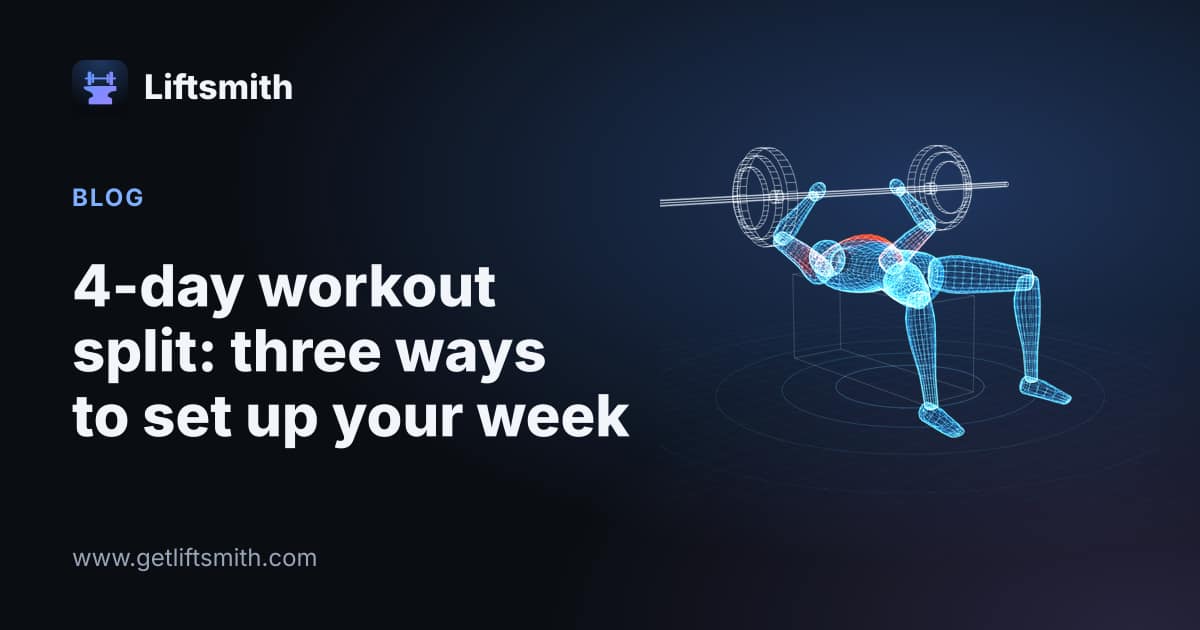 Liftsmith
BLOG
4-day workout
split: three ways
to set up your week
www.getliftsmith.com